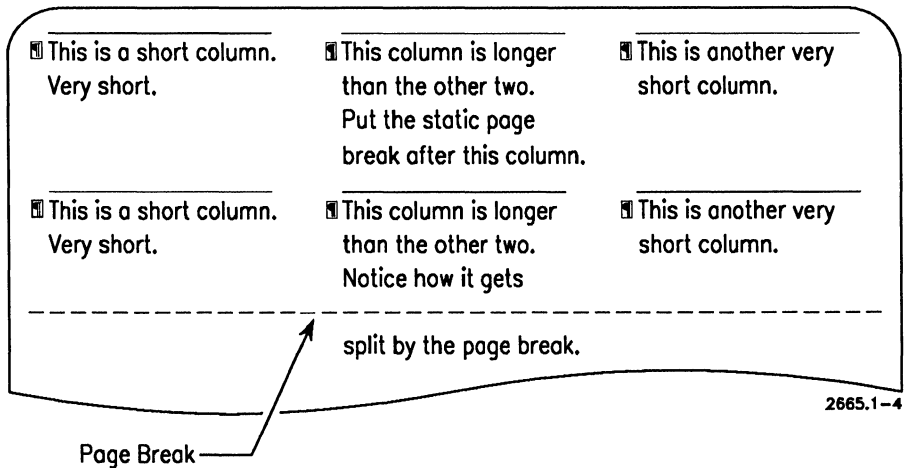 ¶ This is a short column.
Very short.
¶ This column is longer
than the other two.
Put the static page
break after this column.
¶ This is another very
short column.
¶ This is a short column.
Very short.
¶ This column is longer
than the other two.
Notice how it gets
¶ This is another very
short column.
split by the page break.
2665.1-4
Page Break